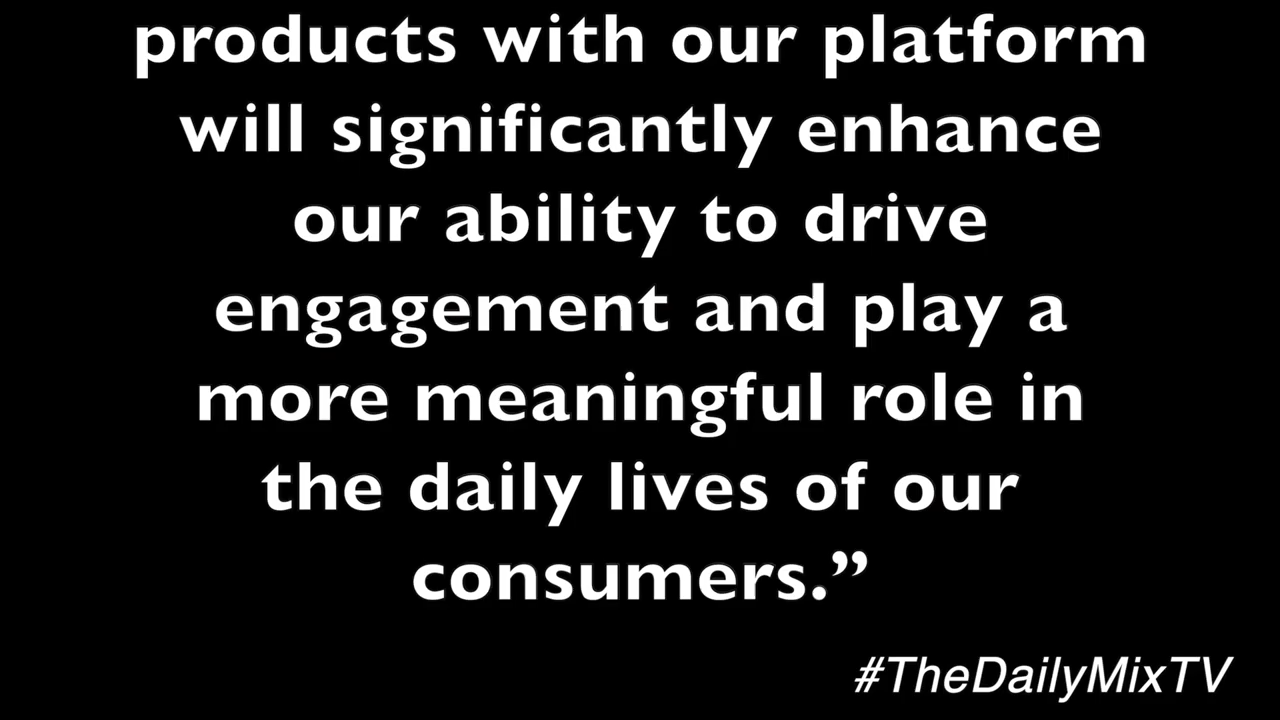 products with our platform
will significantly enhance
our ability to drive
engagement and play a
more meaningful role in
the daily lives of our
consumers.”
#TheDailyMixTV